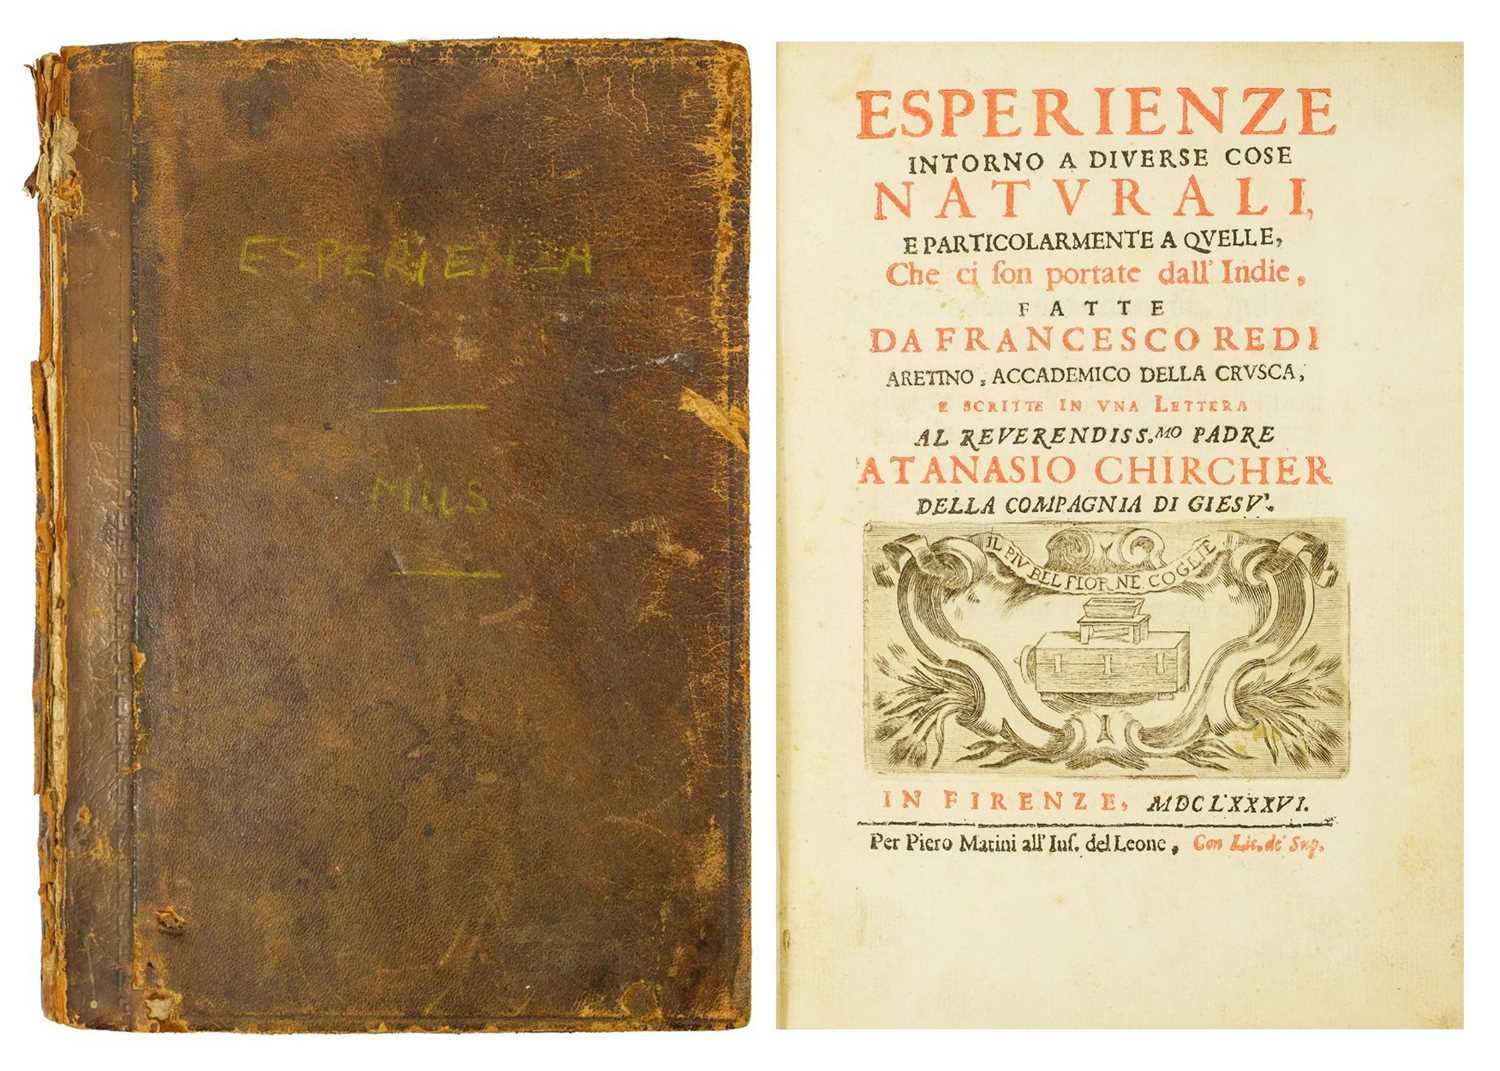 ESPERIENZA
MUS
ESPERIENZE
INTORNO A DIVERSE COSE
NATVRALI,
E PARTICOLARMENTE A QVELLE,
Che ci ſon portate dall' Indie,
FATTE
DA FRANCESCO REDI
ARETINO, ACCADEMICO DELLA CRVSCA,
E SCRITTE IN VNA LETTERA
AL REVERENDISS.MO PADRE
ATANASIO CHIRCHER
DELLA COMPAGNIA DI GIESV'.
IL PIV BEL FIOR NE COGLIE
IN FIRENZE, MDCLXXXVI.
Per Piero Matini all' Inſ. del Leone, Con Lic. de' Sup.